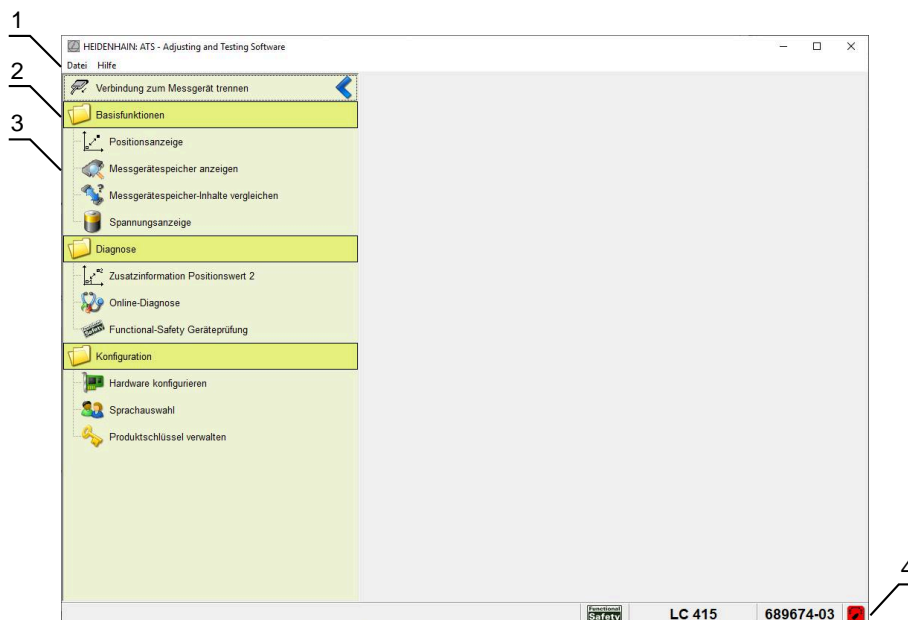 1
HEIDENHAIN: ATS - Adjusting and Testing Software
Datei Hilfe
2
Verbindung zum Messgerät trennen
Basisfunktionen
3
Positionsanzeige
Messgerätespeicher anzeigen
Messgerätespeicher-Inhalte vergleichen
Spannungsanzeige
Diagnose
Zusatzinformation Positionswert 2
Online-Diagnose
Functional-Safety Geräteprüfung
Konfiguration
Hardware konfigurieren
Sprachauswahl
Produktschlüssel verwalten
4
Functional Safety
LC 415
689674-03